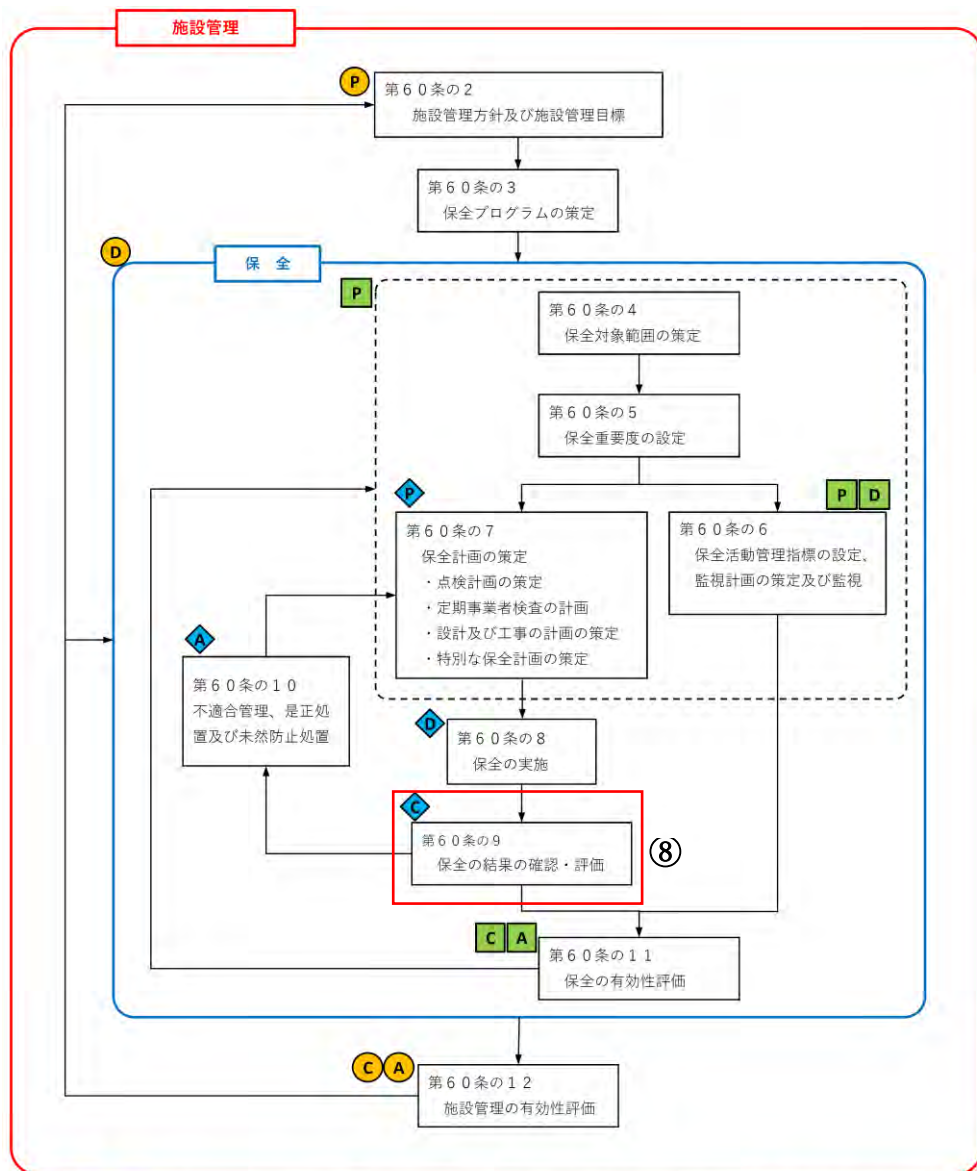 施設管理
P
第60条の2
施設管理方針及び施設管理目標
第60条の3
保全プログラムの策定
D
保 全
P
第60条の4
保全対象範囲の策定
第60条の5
保全重要度の設定
P
第60条の7
保全計画の策定
・点検計画の策定
・定期事業者検査の計画
・設計及び工事の計画の策定
・特別な保全計画の策定
P D
第60条の6
保全活動管理指標の設定、
監視計画の策定及び監視
A
第60条の10
不適合管理、是正処
置及び未然防止処置
D
第60条の8
保全の実施
C
第60条の9
保全の結果の確認・評価
⑧
C A
第60条の11
保全の有効性評価
C A
第60条の12
施設管理の有効性評価